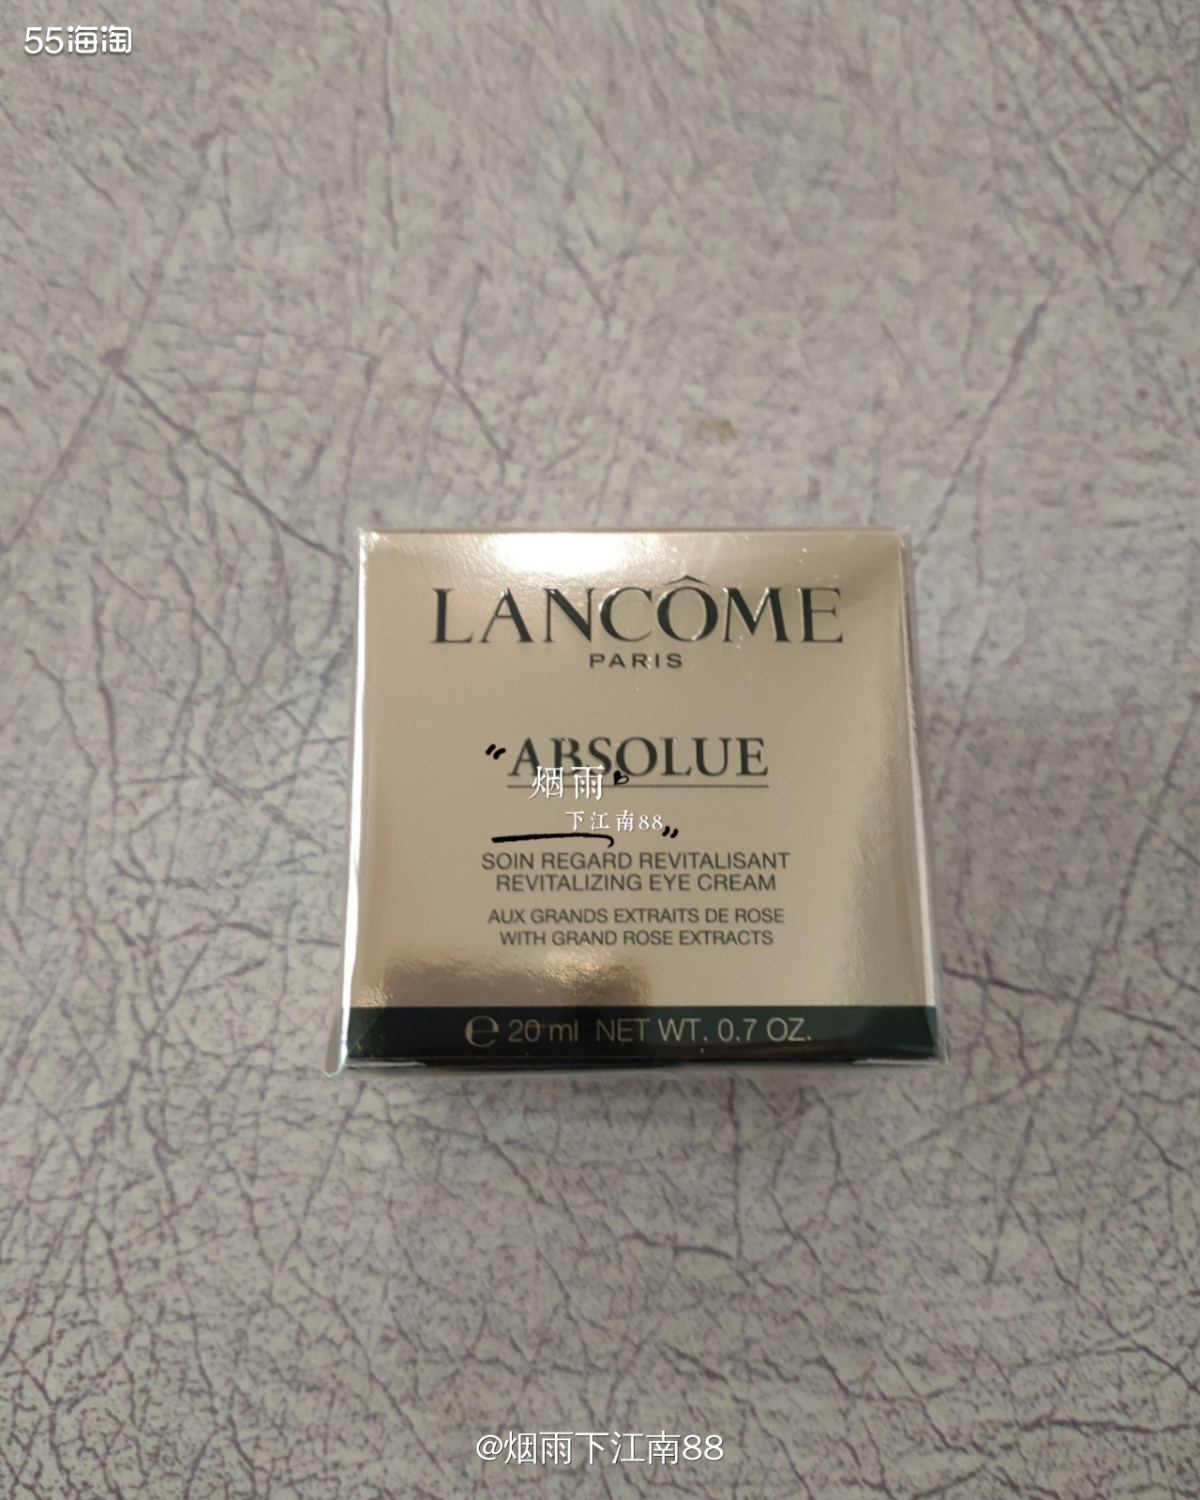 55海淘
LANCÔME
PARIS
ABSOLUE
烟雨
下江南88
SOIN REGARD REVITALISANT
REVITALIZING EYE CREAM
AUX GRANDS EXTRAITS DE ROSE
WITH GRAND ROSE EXTRACTS
℮ 20 ml NET WT. 0.7 OZ.
@烟雨下江南88